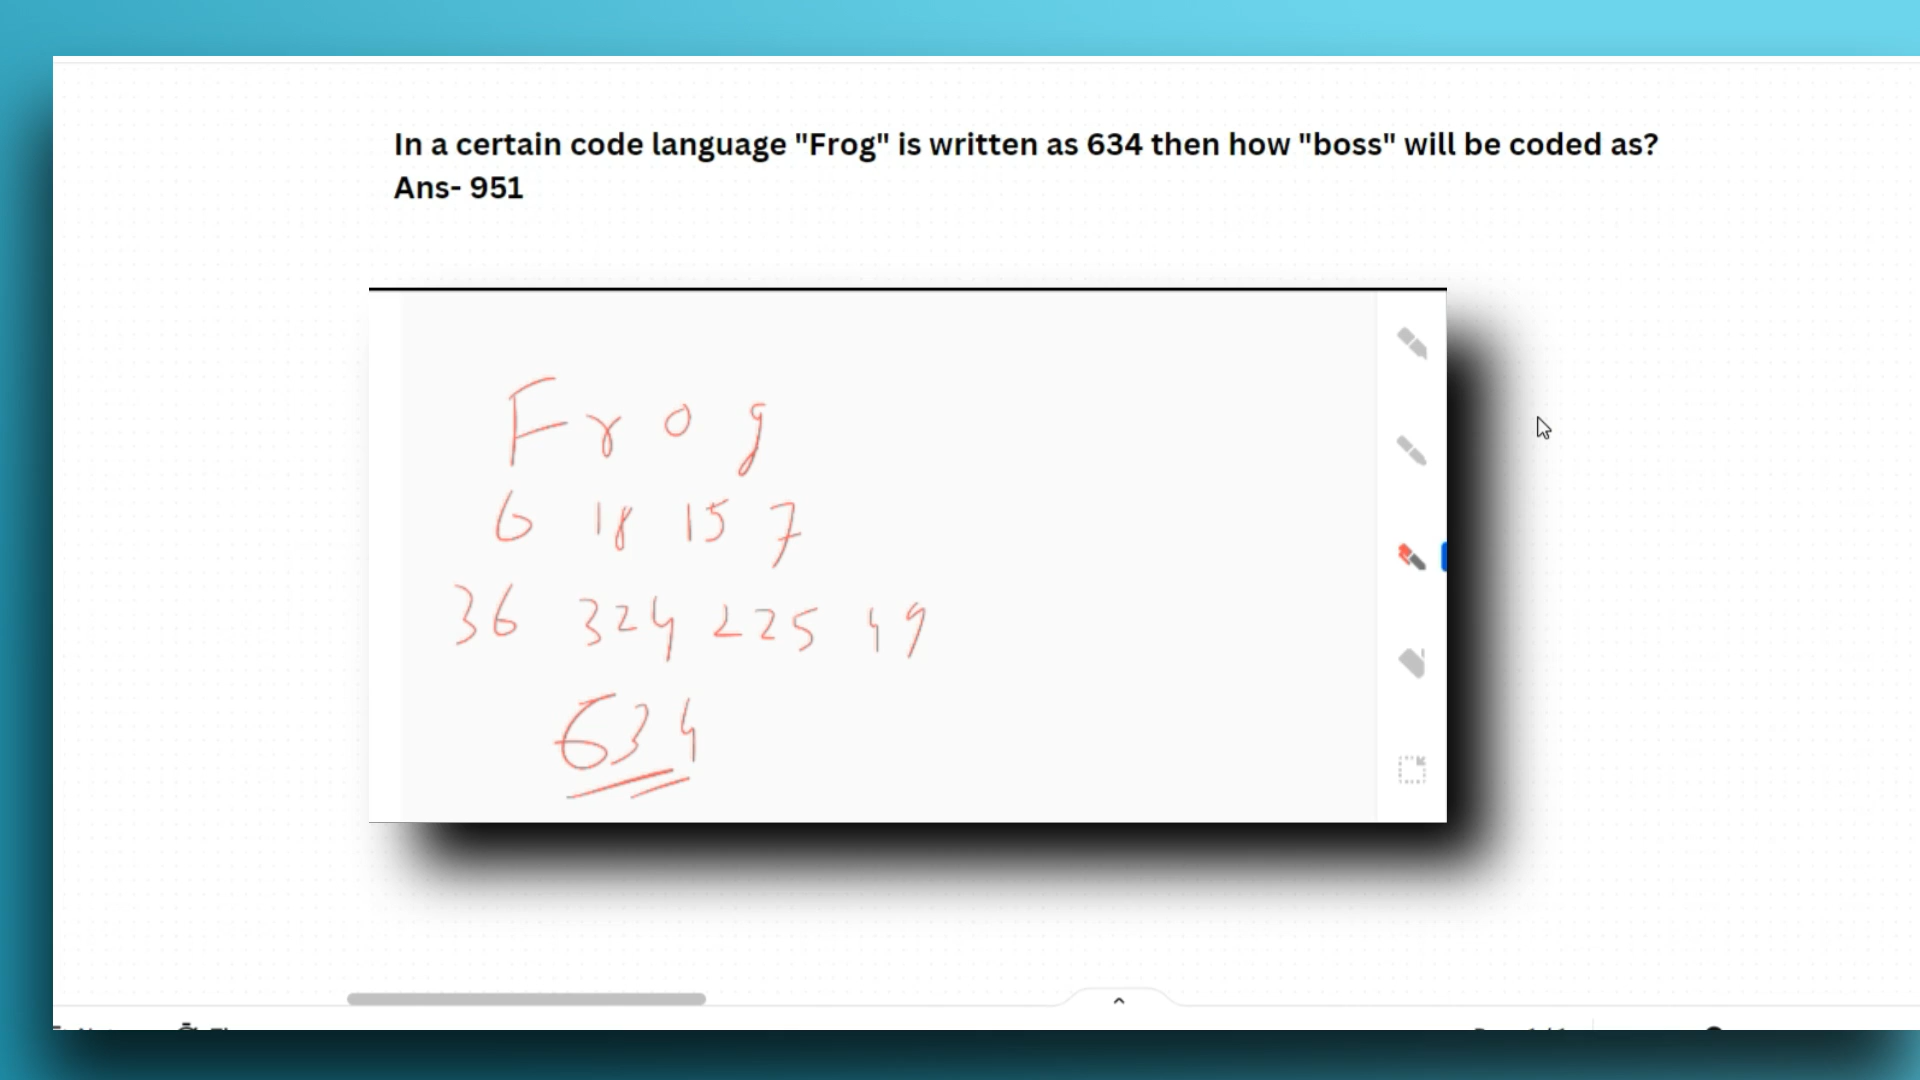 In a certain code language "Frog" is written as 634 then how "boss" will be coded as?
Ans- 951
Frog
6 18 15 7
36 324 225 49
634